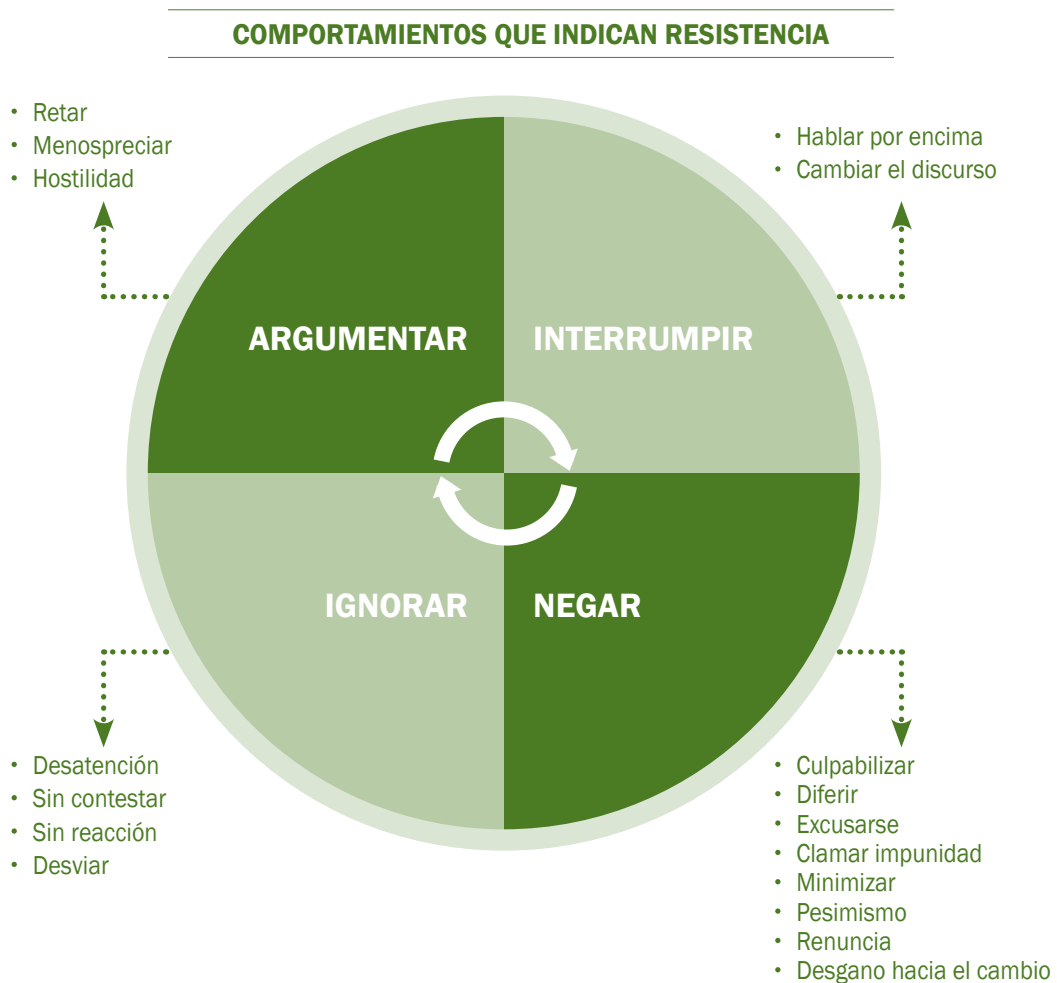 COMPORTAMIENTOS QUE INDICAN RESISTENCIA
• Retar
• Menospreciar
• Hostilidad
• Hablar por encima
• Cambiar el discurso
ARGUMENTAR
INTERRUMPIR
IGNORAR
NEGAR
• Desatención
• Sin contestar
• Sin reacción
• Desviar
• Culpabilizar
• Diferir
• Excusarse
• Clamar impunidad
• Minimizar
• Pesimismo
• Renuncia
• Desgano hacia el cambio